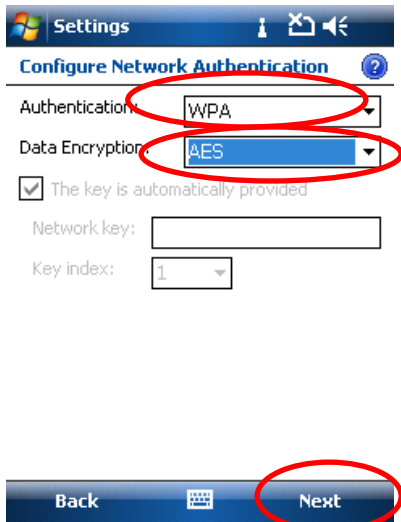 Settings
Configure Network Authentication
Authentication: WPA
Data Encryption: AES
The key is automatically provided
Network key:
Key index: 1
Back Next